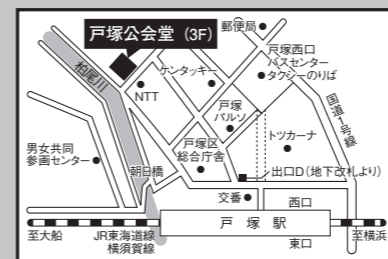 戸塚公会堂（3F）
郵便局
戸塚西口
バスセンター
タクシーのりば
柏尾川
ケンタッキー
NTT
戸塚
パルソ
国道1号線
トツカーナ
男女共同
参画センター
戸塚区
総合庁舎
朝日橋
出口D（地下改札より）
交番
西口
戸塚駅
至大船
JR東海道線
横須賀線
東口
至横浜